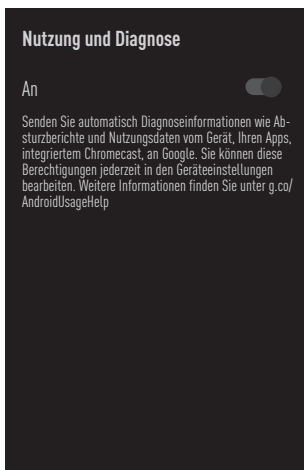 Nutzung und Diagnose
An
Senden Sie automatisch Diagnoseinformationen wie Ab-
sturzberichte und Nutzungsdaten vom Gerät, Ihren Apps,
integriertem Chromecast, an Google. Sie können diese
Berechtigungen jederzeit in den Geräteeinstellungen
bearbeiten. Weitere Informationen finden Sie unter g.co/
AndroidUsageHelp